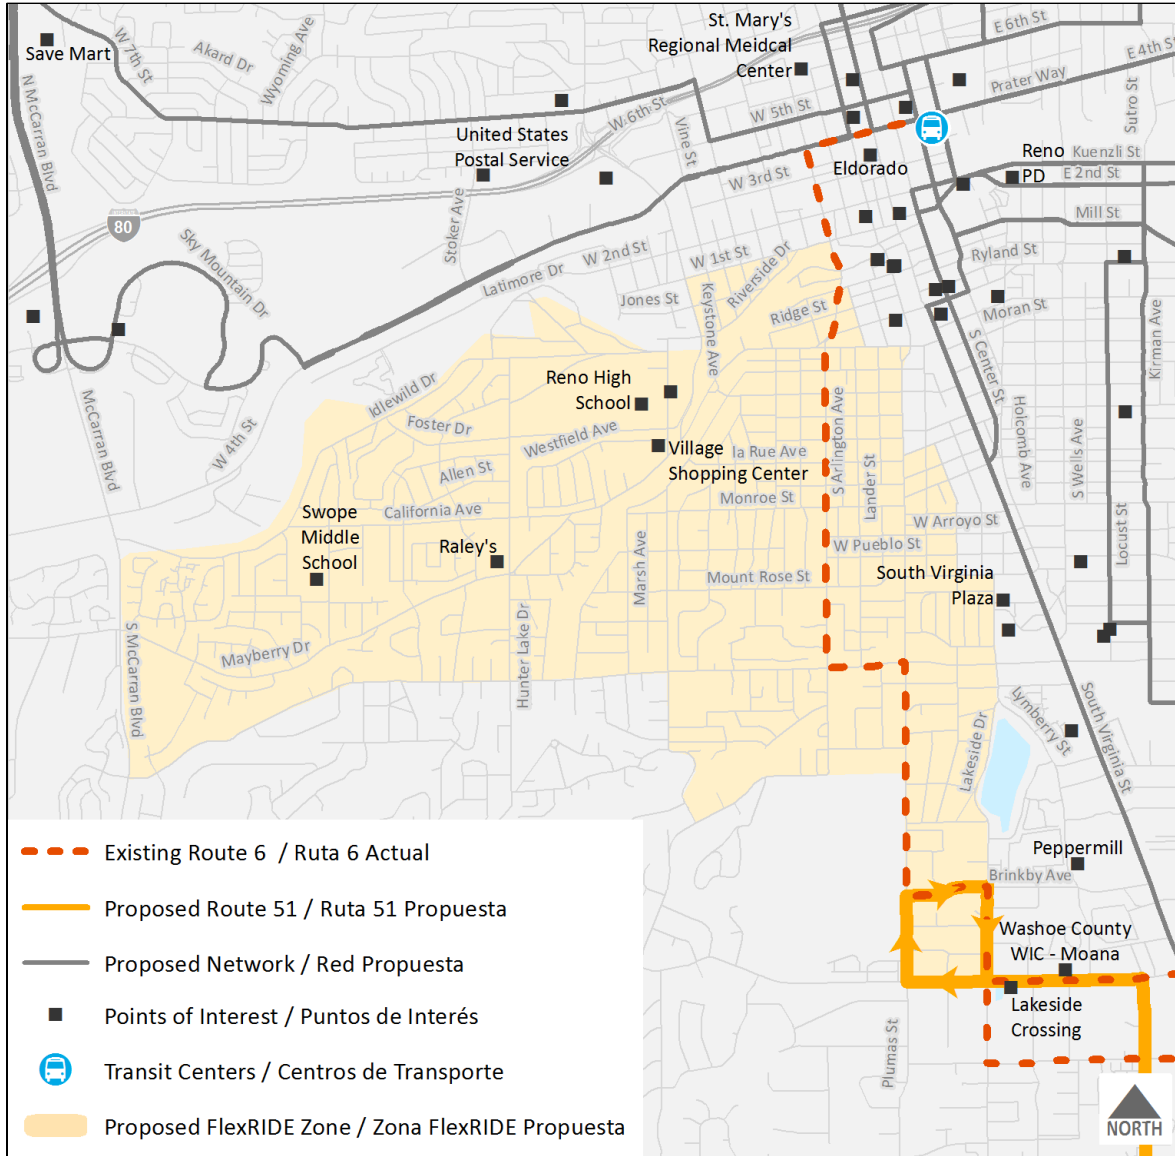 St. Mary's
Regional Meidcal
Center
E 6th St
E 4th St
Save Mart
W 7th St
Akard Dr
Wyoming Ave
Prater Way
Sutro St
N McCarran Blvd
W 6th St
W 5th St
United States
Postal Service
Vine St
Eldorado
Reno
PD
Kuenzli St
E 2nd St
W 3rd St
Mill St
80
Stoker Ave
Sky Mountain Dr
W 2nd St
W 1st St
Riverside Dr
Ryland St
Latimore Dr
Jones St
Keystone Ave
Ridge St
Moran St
S Center St
Kirman Ave
McCarran Blvd
Idlewild Dr
Reno High
School
Foster Dr
Westfield Ave
W 4th St
Village
Shopping Center
la Rue Ave
S Arlington Ave
Lander St
Holcomb Ave
S Wells Ave
Allen St
Monroe St
California Ave
Swope
Middle
School
Raley's
W Arroyo St
Locust St
W Pueblo St
Marsh Ave
Mount Rose St
South Virginia
Plaza
S McCarran Blvd
Mayberry Dr
Hunter Lake Dr
Lymberry St
South Virginia St
Lakeside Dr
Peppermill
Brinkby Ave
Washoe County
WIC - Moana
Lakeside
Crossing
Plumas St
Existing Route 6 / Ruta 6 Actual
Proposed Route 51 / Ruta 51 Propuesta
Proposed Network / Red Propuesta
Points of Interest / Puntos de Interés
Transit Centers / Centros de Transporte
Proposed FlexRIDE Zone / Zona FlexRIDE Propuesta
NORTH